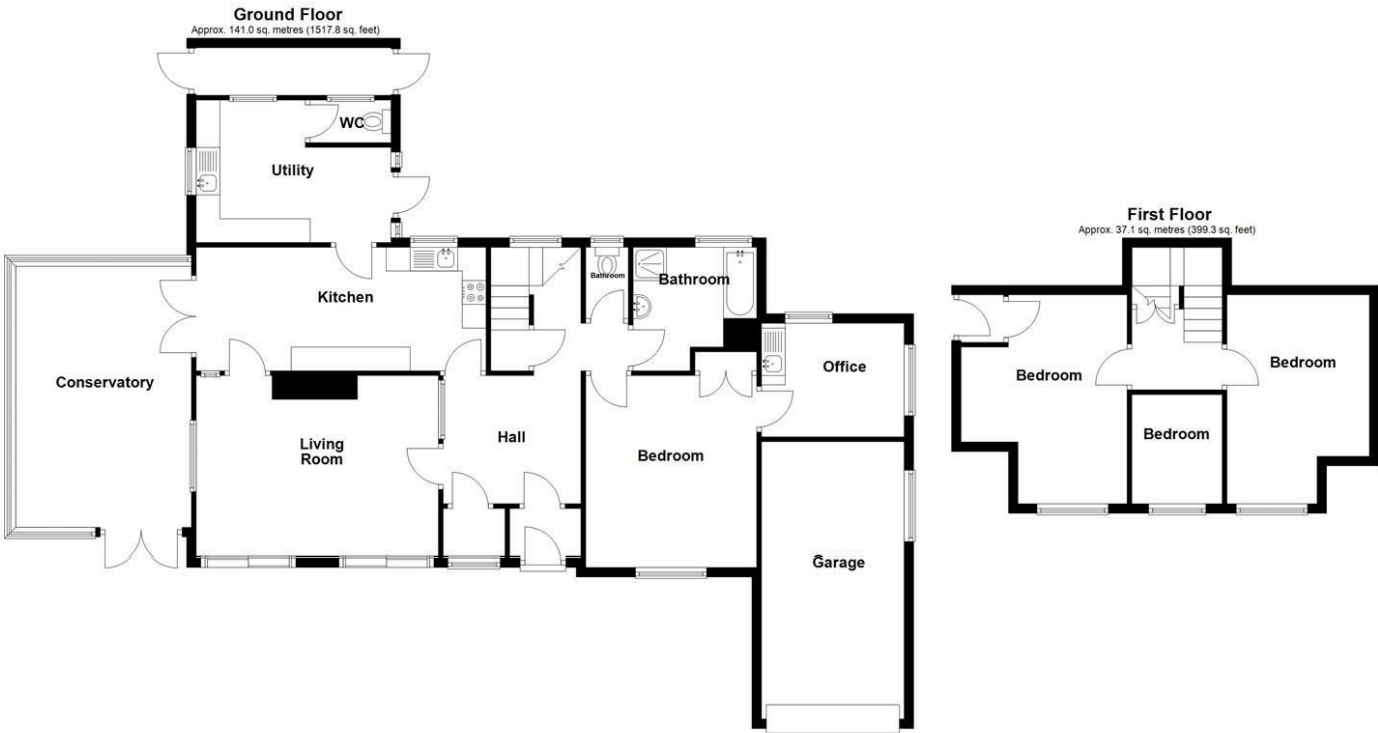 Ground Floor
Approx. 141.0 sq. metres (1517.8 sq. feet)
WC
Utility
Kitchen
Bathroom
Bathroom
Conservatory
Living
Room
Hall
Bedroom
Office
Garage
First Floor
Approx. 37.1 sq. metres (399.3 sq. feet)
Bedroom
Bedroom
Bedroom